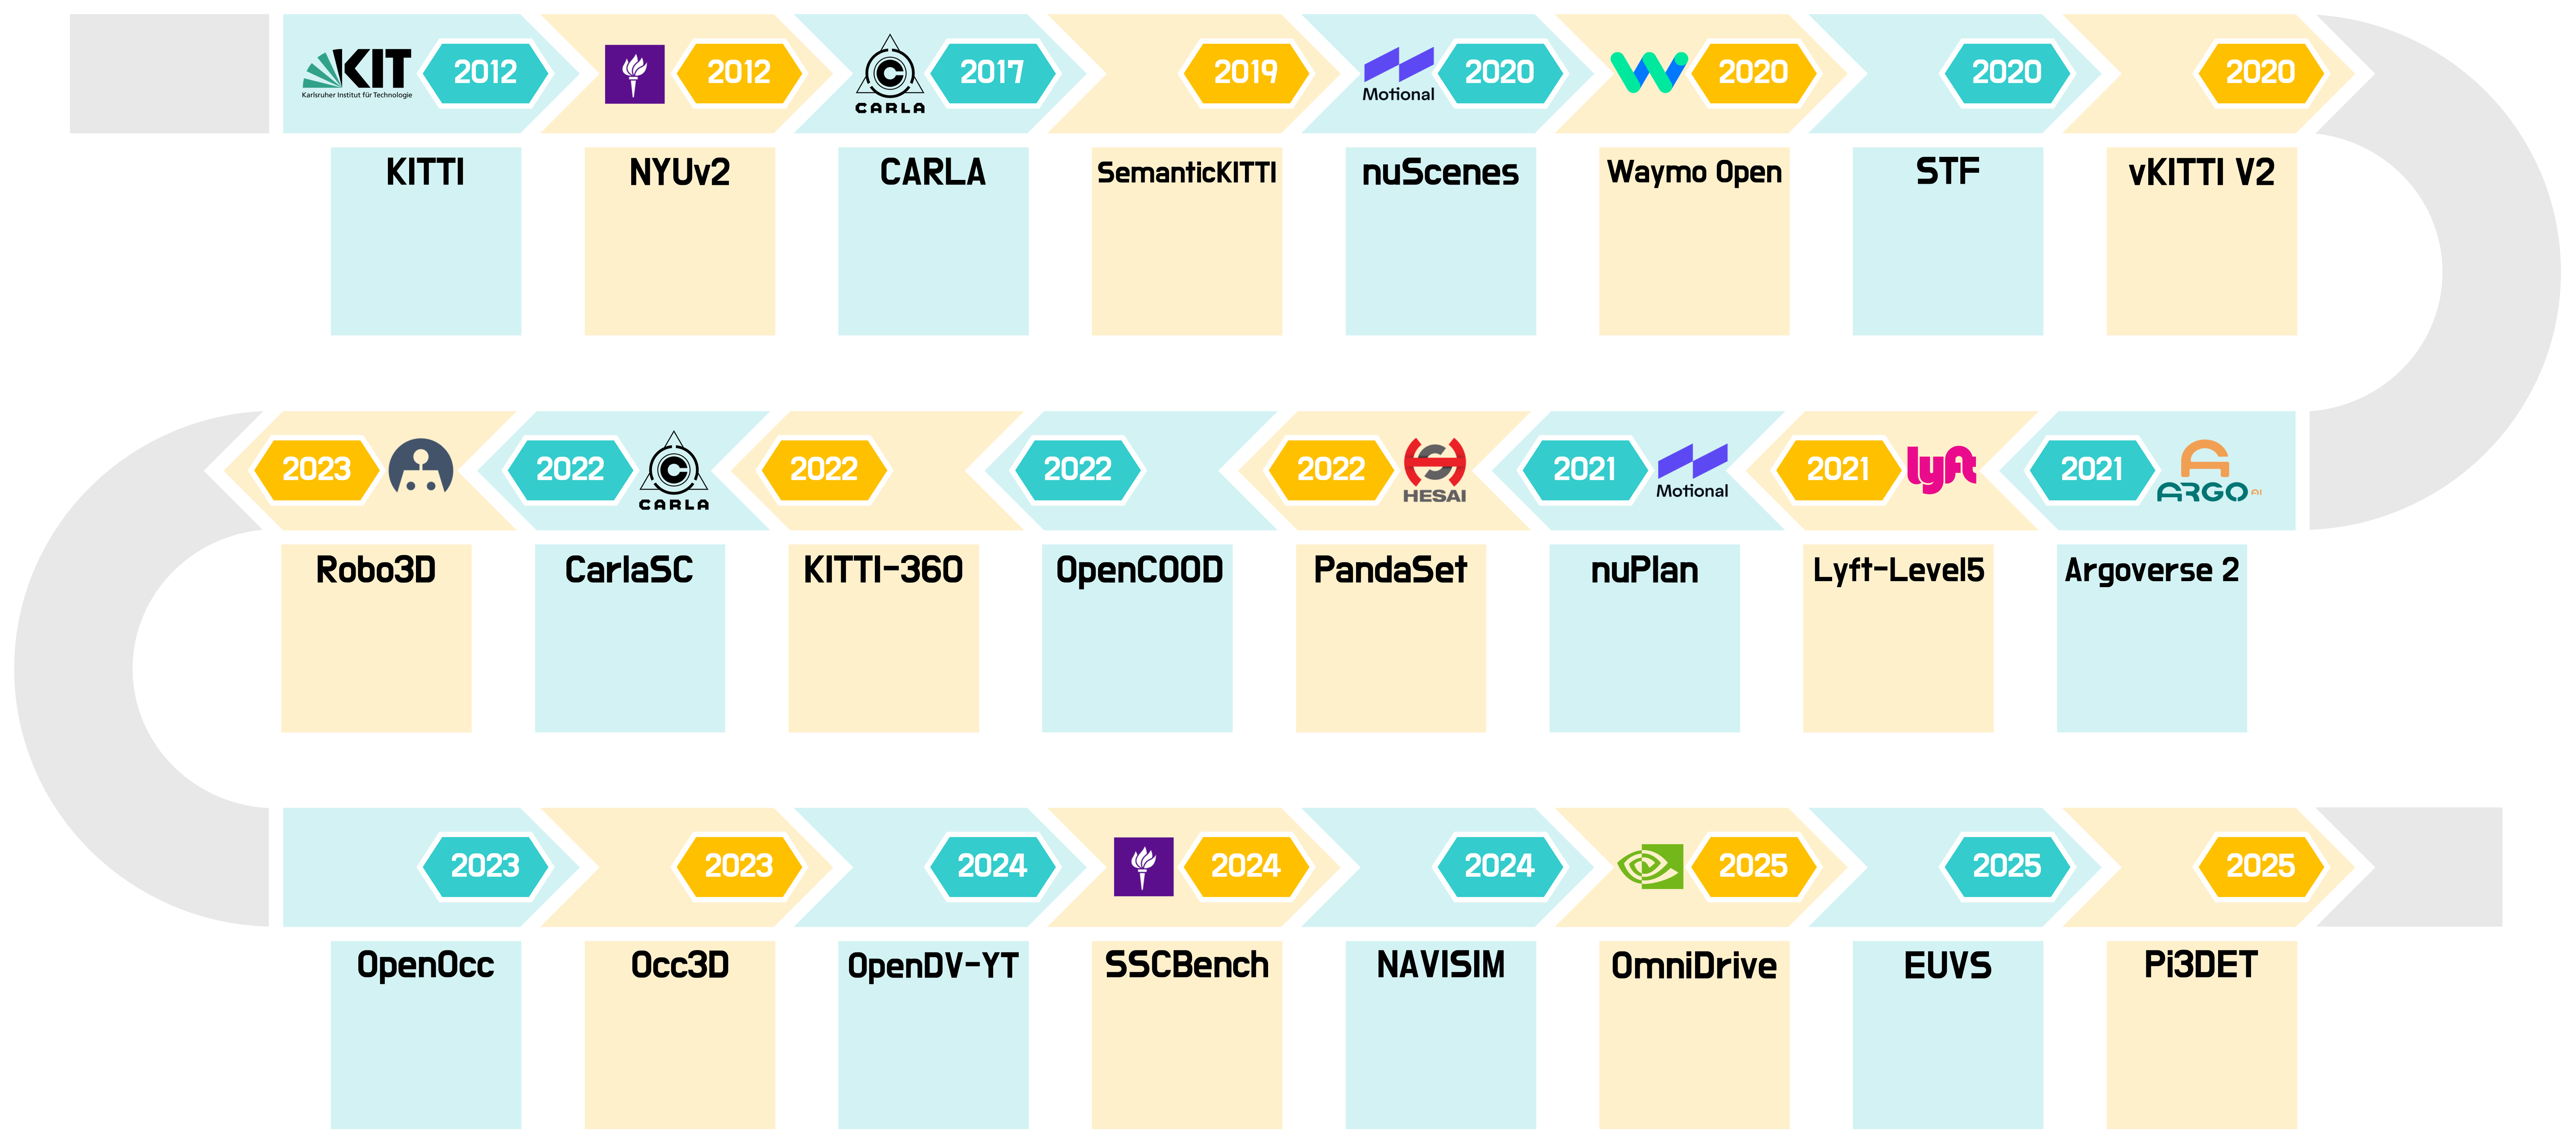 KIT
Karlsruher Institut für Technologie
2012
2012
CARLA
2017
2019
Motional
2020
2020
2020
2020
KITTI
NYUv2
CARLA
SemanticKITTI
nuScenes
Waymo Open
STF
vKITTI V2
2023
2022
CARLA
2022
2022
2022
HESAI
2021
Motional
2021
lyft
2021
ARGO AI
Robo3D
CarlaSC
KITTI-360
OpenCOOD
PandaSet
nuPlan
Lyft-Level5
Argoverse 2
2023
2023
2024
2024
2024
2025
2025
2025
OpenOcc
Occ3D
OpenDV-YT
SSCBench
NAVISIM
OmniDrive
EUVS
Pi3DET